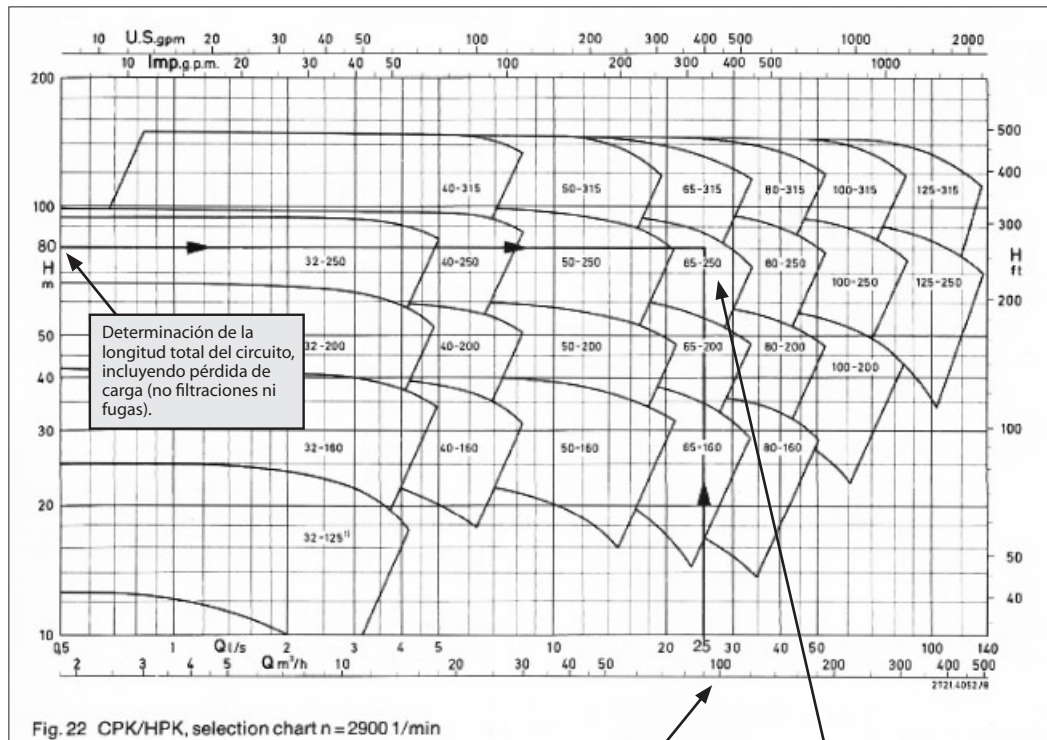 10 U.S.gpm 20 30 40 50 100 200 300 400 500 1000 2000
10 Imp.g.p.m. 20 30 40 50 100 200 300 400 500 1000
200
100
80
H
m
50
40
30
20
10
500
400
300
H
ft
200
100
50
40
40-315 50-315 65-315 80-315 100-315 125-315
32-250 40-250 50-250 65-250 80-250 100-250 125-250
Determinación de la
longitud total del circuito,
incluyendo pérdida de
carga (no filtraciones ni
fugas).
32-200 40-200 50-200 65-200 80-200 100-200
32-160 40-160 50-160 65-160 80-160
32-125¹⁾
0,5 1 Q l/s 2 3 4 5 10 20 25 30 40 50 100 140
2 3 4 5 Q m³/h 10 20 30 40 50 100 200 300 400 500
Fig. 22 CPK/HPK, selection chart n = 2900 1/min